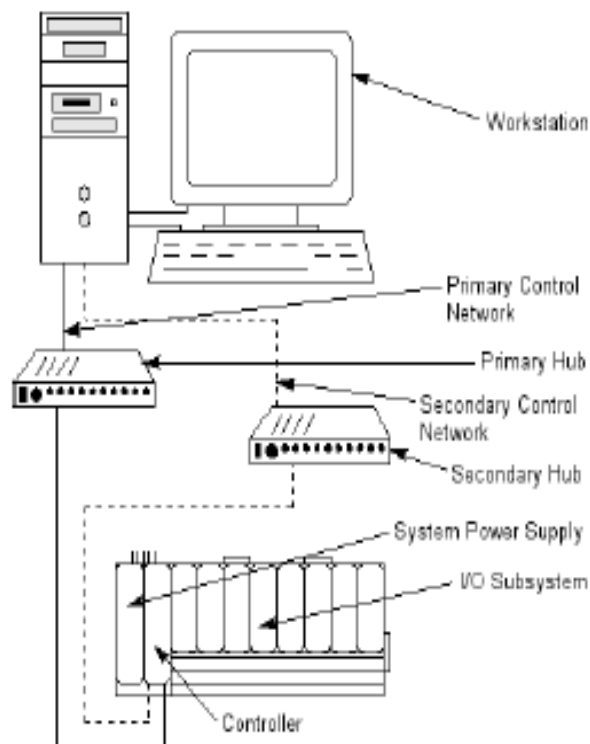 Workstation
Primary Control
Network
Primary Hub
Secondary Control
Network
Secondary Hub
System Power Supply
I/O Subsystem
Controller